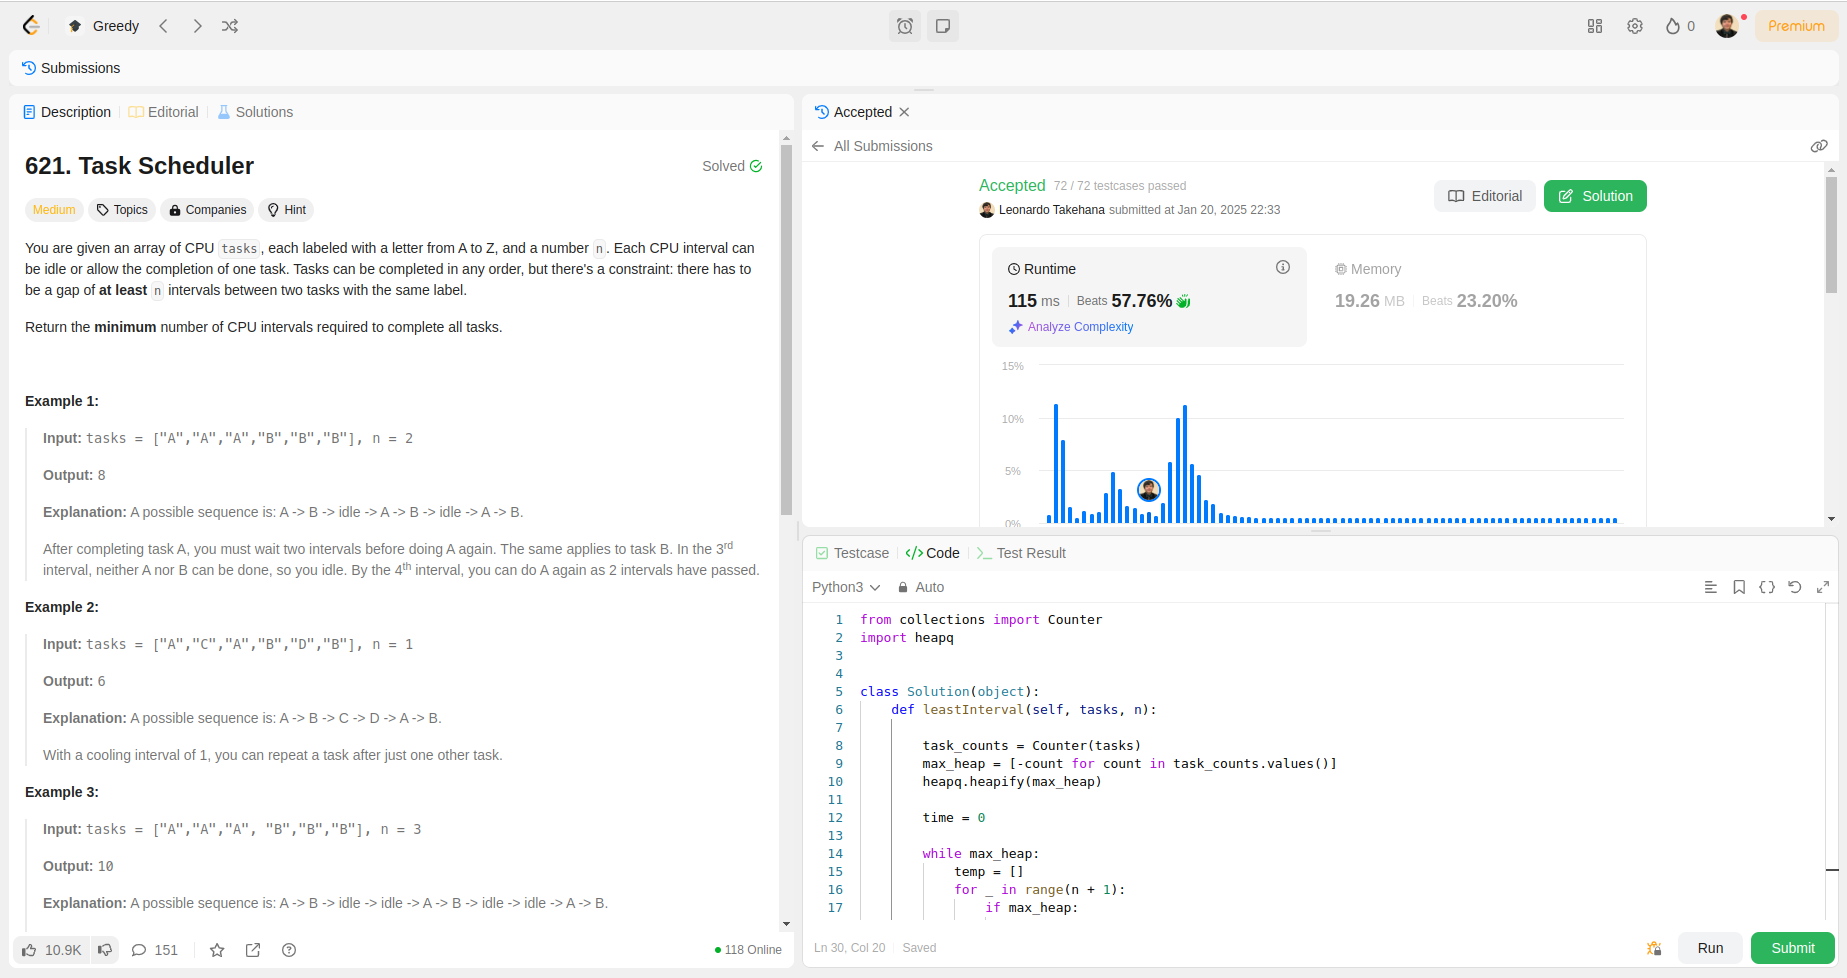 Greedy
0
Premium
Submissions
Description
Editorial
Solutions
621. Task Scheduler
Solved
Medium
Topics
Companies
Hint
You are given an array of CPU tasks, each labeled with a letter from A to Z, and a number n. Each CPU interval can
be idle or allow the completion of one task. Tasks can be completed in any order, but there's a constraint: there has to
be a gap of at least n intervals between two tasks with the same label.
Return the minimum number of CPU intervals required to complete all tasks.
Example 1:
Input: tasks = ["A","A","A","B","B","B"], n = 2
Output: 8
Explanation: A possible sequence is: A -> B -> idle -> A -> B -> idle -> A -> B.
After completing task A, you must wait two intervals before doing A again. The same applies to task B. In the 3rd
interval, neither A nor B can be done, so you idle. By the 4th interval, you can do A again as 2 intervals have passed.
Example 2:
Input: tasks = ["A","C","A","B","D","B"], n = 1
Output: 6
Explanation: A possible sequence is: A -> B -> C -> D -> A -> B.
With a cooling interval of 1, you can repeat a task after just one other task.
Example 3:
Input: tasks = ["A","A","A", "B","B","B"], n = 3
Output: 10
Explanation: A possible sequence is: A -> B -> idle -> idle -> A -> B -> idle -> idle -> A -> B.
10.9K
151
118 Online
Accepted
All Submissions
Accepted 72 / 72 testcases passed
Leonardo Takehana submitted at Jan 20, 2025 22:33
Editorial
Solution
Runtime
115 ms Beats 57.76%
Analyze Complexity
Memory
19.26 MB Beats 23.20%
15%
10%
5%
0%
Testcase
Code
Test Result
Python3
Auto
1 from collections import Counter
2 import heapq
3
4
5 class Solution(object):
6 def leastInterval(self, tasks, n):
7
8 task_counts = Counter(tasks)
9 max_heap = [-count for count in task_counts.values()]
10 heapq.heapify(max_heap)
11
12 time = 0
13
14 while max_heap:
15 temp = []
16 for _ in range(n + 1):
17 if max_heap:
Ln 30, Col 20
Saved
Run
Submit